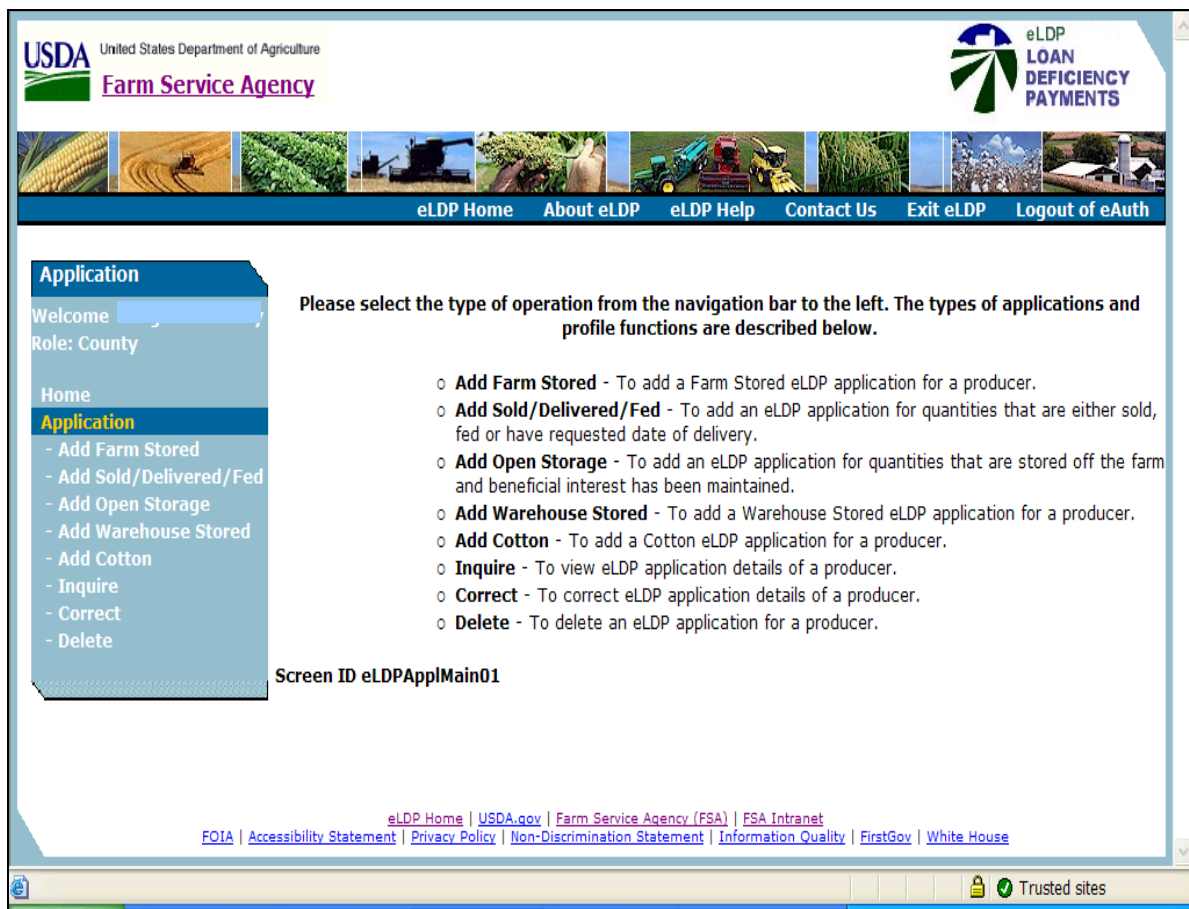 USDA
United States Department of Agriculture
Farm Service Agency
eLDP
LOAN
DEFICIENCY
PAYMENTS
eLDP Home About eLDP eLDP Help Contact Us Exit eLDP Logout of eAuth
Application
Welcome
Role: County
Home
Application
- Add Farm Stored
- Add Sold/Delivered/Fed
- Add Open Storage
- Add Warehouse Stored
- Add Cotton
- Inquire
- Correct
- Delete
Please select the type of operation from the navigation bar to the left. The types of applications and
profile functions are described below.
o Add Farm Stored - To add a Farm Stored eLDP application for a producer.
o Add Sold/Delivered/Fed - To add an eLDP application for quantities that are either sold,
fed or have requested date of delivery.
o Add Open Storage - To add an eLDP application for quantities that are stored off the farm
and beneficial interest has been maintained.
o Add Warehouse Stored - To add a Warehouse Stored eLDP application for a producer.
o Add Cotton - To add a Cotton eLDP application for a producer.
o Inquire - To view eLDP application details of a producer.
o Correct - To correct eLDP application details of a producer.
o Delete - To delete an eLDP application for a producer.
Screen ID eLDPApplMain01
eLDP Home | USDA.gov | Farm Service Agency (FSA) | FSA Intranet
FOIA | Accessibility Statement | Privacy Policy | Non-Discrimination Statement | Information Quality | FirstGov | White House
Trusted sites